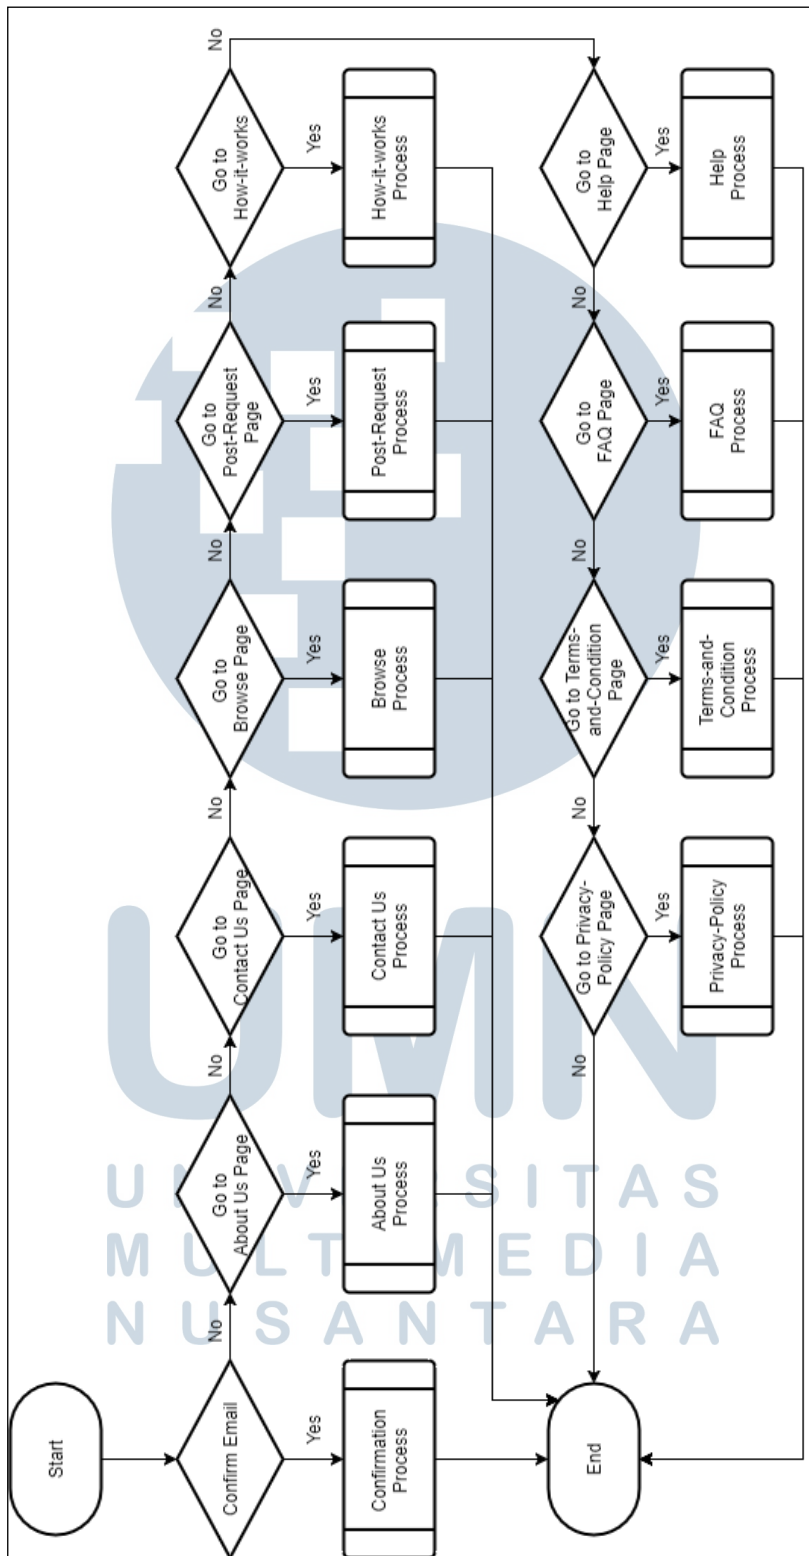 Start
Confirm Email
Yes
Confirmation
Process
No
Go to
About Us Page
Yes
About Us
Process
No
Go to
Contact Us Page
Yes
Contact Us
Process
No
Go to
Browse Page
Yes
Browse
Process
No
Go to
Post-Request
Page
Yes
Post-Request
Process
No
Go to
How-it-works
Yes
How-it-works
Process
No
Go to
Help Page
Yes
Help
Process
No
Go to
FAQ Page
Yes
FAQ
Process
No
Go to Terms-
and-Condition
Page
Yes
Terms-and-
Condition
Process
No
Go to Privacy-
Policy Page
Yes
Privacy-Policy
Process
No
End
UMN
UNIVERSITAS
MULTIMEDIA
NUSANTARA